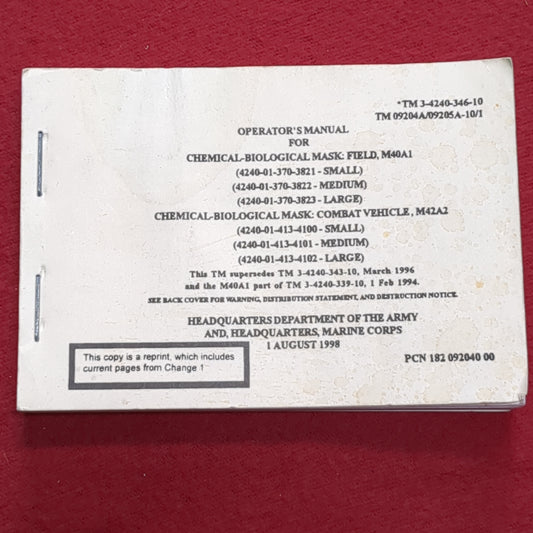 *TM 3-4240-346-10
TM 09204A/09205A-10/1
OPERATOR'S MANUAL
FOR
CHEMICAL-BIOLOGICAL MASK: FIELD, M40A1
(4240-01-370-3821 - SMALL)
(4240-01-370-3822 - MEDIUM)
(4240-01-370-3823 - LARGE)
CHEMICAL-BIOLOGICAL MASK: COMBAT VEHICLE, M42A2
(4240-01-413-4100 - SMALL)
(4240-01-413-4101 - MEDIUM)
(4240-01-413-4102 - LARGE)
This TM supersedes TM 3-4240-343-10, March 1996
and the M40A1 part of TM 3-4240-339-10, 1 Feb 1994.
SEE BACK COVER FOR WARNING, DISTRIBUTION STATEMENT, AND DESTRUCTION NOTICE.
HEADQUARTERS DEPARTMENT OF THE ARMY
AND, HEADQUARTERS, MARINE CORPS
1 AUGUST 1998
This copy is a reprint, which includes
current pages from Change 1
PCN 182 092040 00